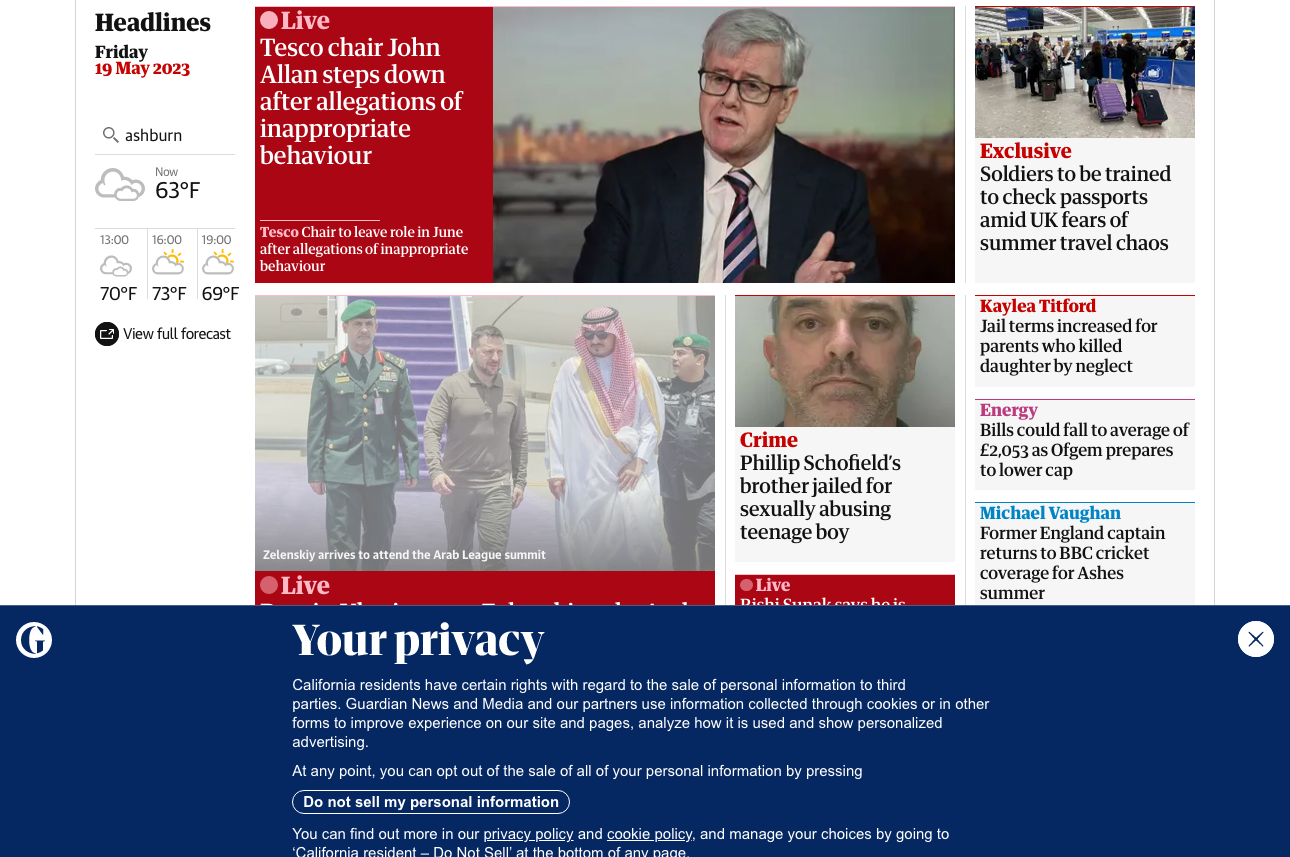 Headlines
Friday
19 May 2023
ashburn
Now
63°F
13:00
16:00
19:00
70°F
73°F
69°F
View full forecast
Live
Tesco chair John
Allan steps down
after allegations of
inappropriate
behaviour
Tesco Chair to leave role in June
after allegations of inappropriate
behaviour
Exclusive
Soldiers to be trained
to check passports
amid UK fears of
summer travel chaos
Zelenskiy arrives to attend the Arab League summit
Live
Crime
Phillip Schofield’s
brother jailed for
sexually abusing
teenage boy
Live
Rishi Sunak says he is
Kaylea Titford
Jail terms increased for
parents who killed
daughter by neglect
Energy
Bills could fall to average of
£2,053 as Ofgem prepares
to lower cap
Michael Vaughan
Former England captain
returns to BBC cricket
coverage for Ashes
summer
Your privacy
California residents have certain rights with regard to the sale of personal information to third
parties. Guardian News and Media and our partners use information collected through cookies or in other
forms to improve experience on our site and pages, analyze how it is used and show personalized
advertising.
At any point, you can opt out of the sale of all of your personal information by pressing
Do not sell my personal information
You can find out more in our privacy policy and cookie policy, and manage your choices by going to
‘California resident – Do Not Sell’ at the bottom of any page.